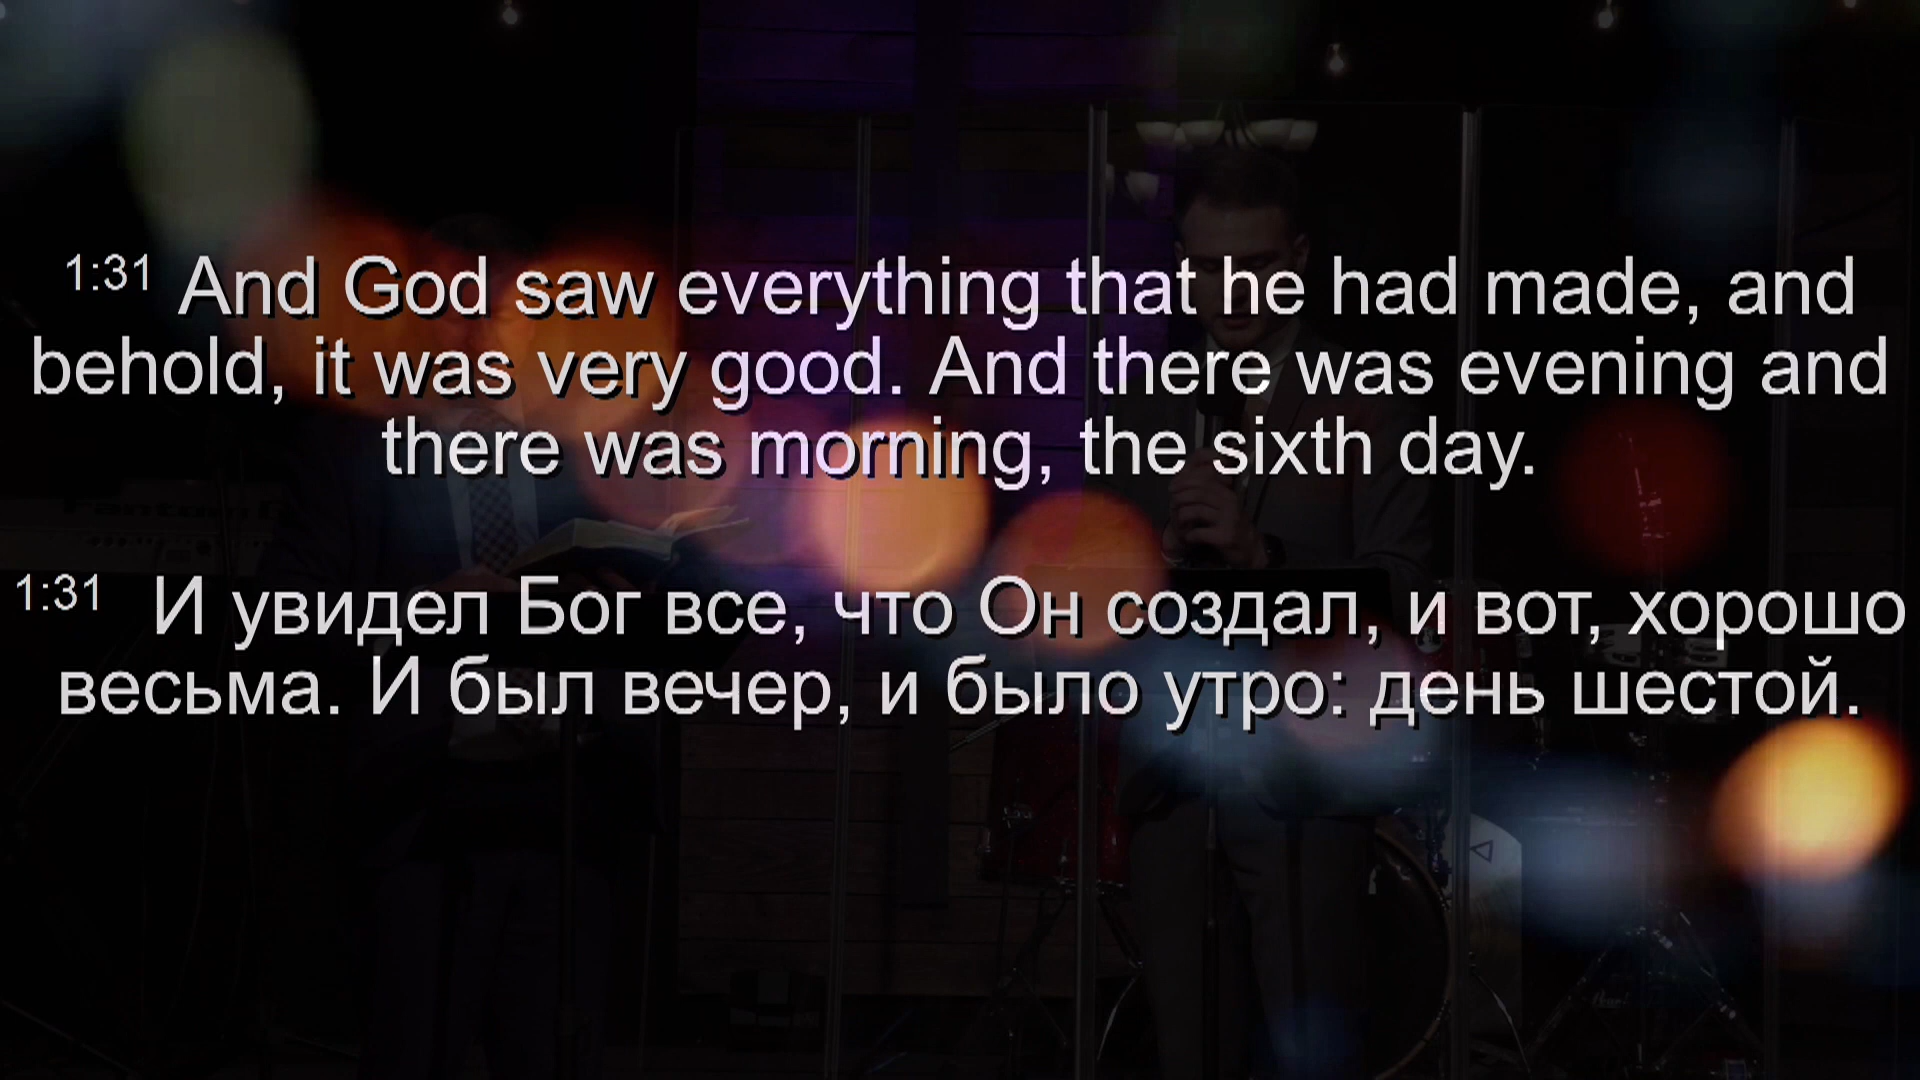 1:31 And God saw everything that he had made, and
behold, it was very good. And there was evening and
there was morning, the sixth day.
1:31 И увидел Бог все, что Он создал, и вот, хорошо
весьма. И был вечер, и было утро: день шестой.